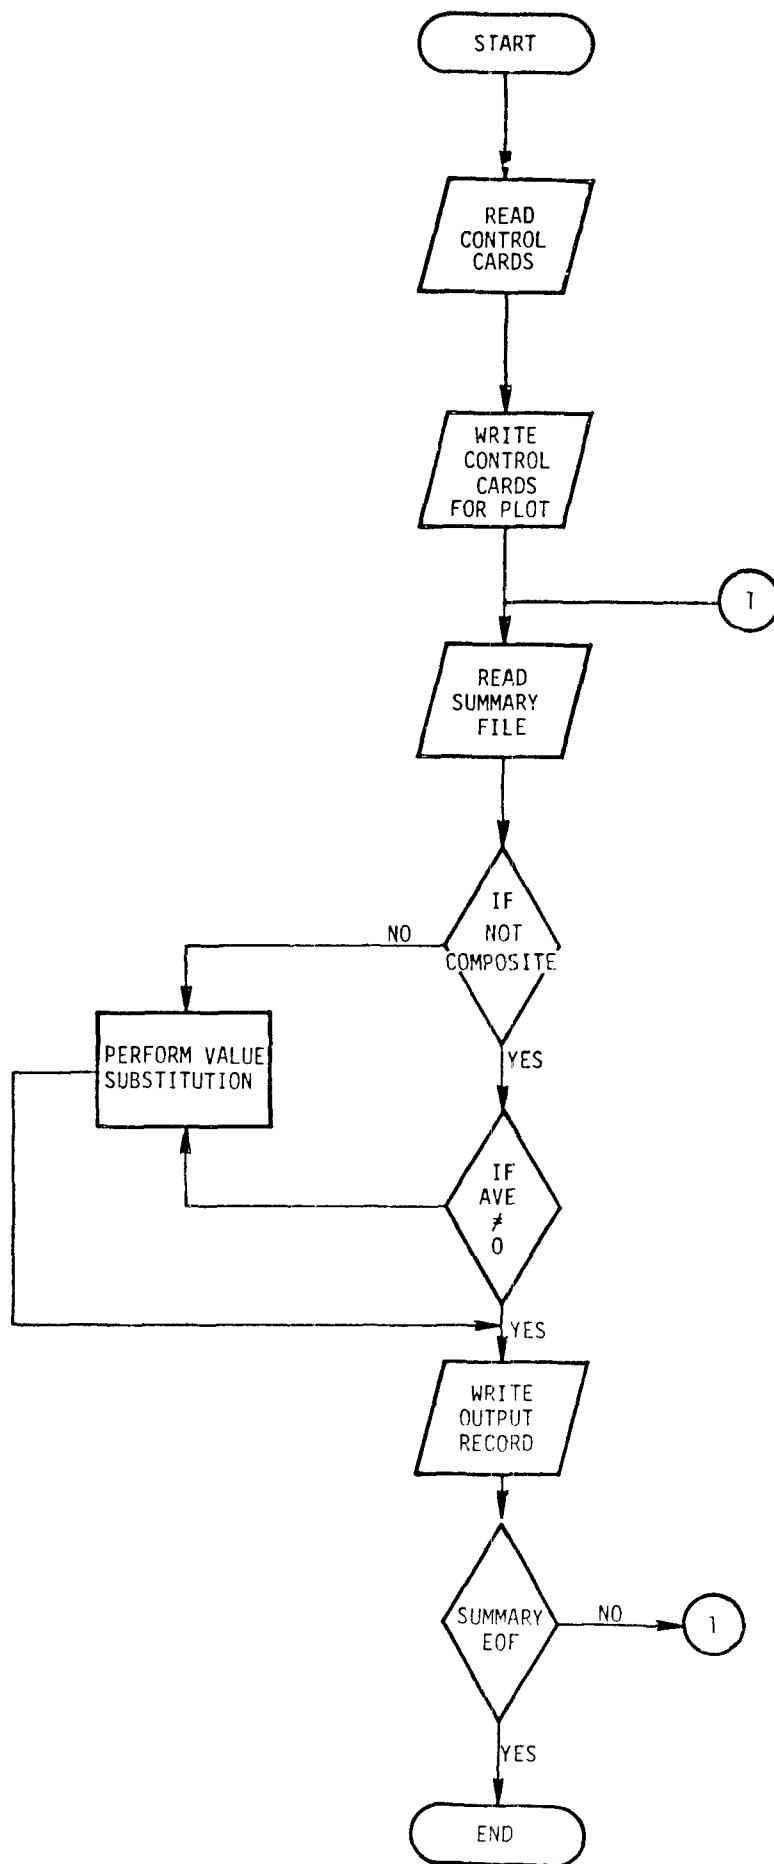 START
READ
CONTROL
CARDS
WRITE
CONTROL
CARDS
FOR PLOT
1
READ
SUMMARY
FILE
IF
NOT
COMPOSITE
NO
YES
PERFORM VALUE
SUBSTITUTION
IF
AVE
≠
0
YES
WRITE
OUTPUT
RECORD
SUMMARY
EOF
NO
1
YES
END